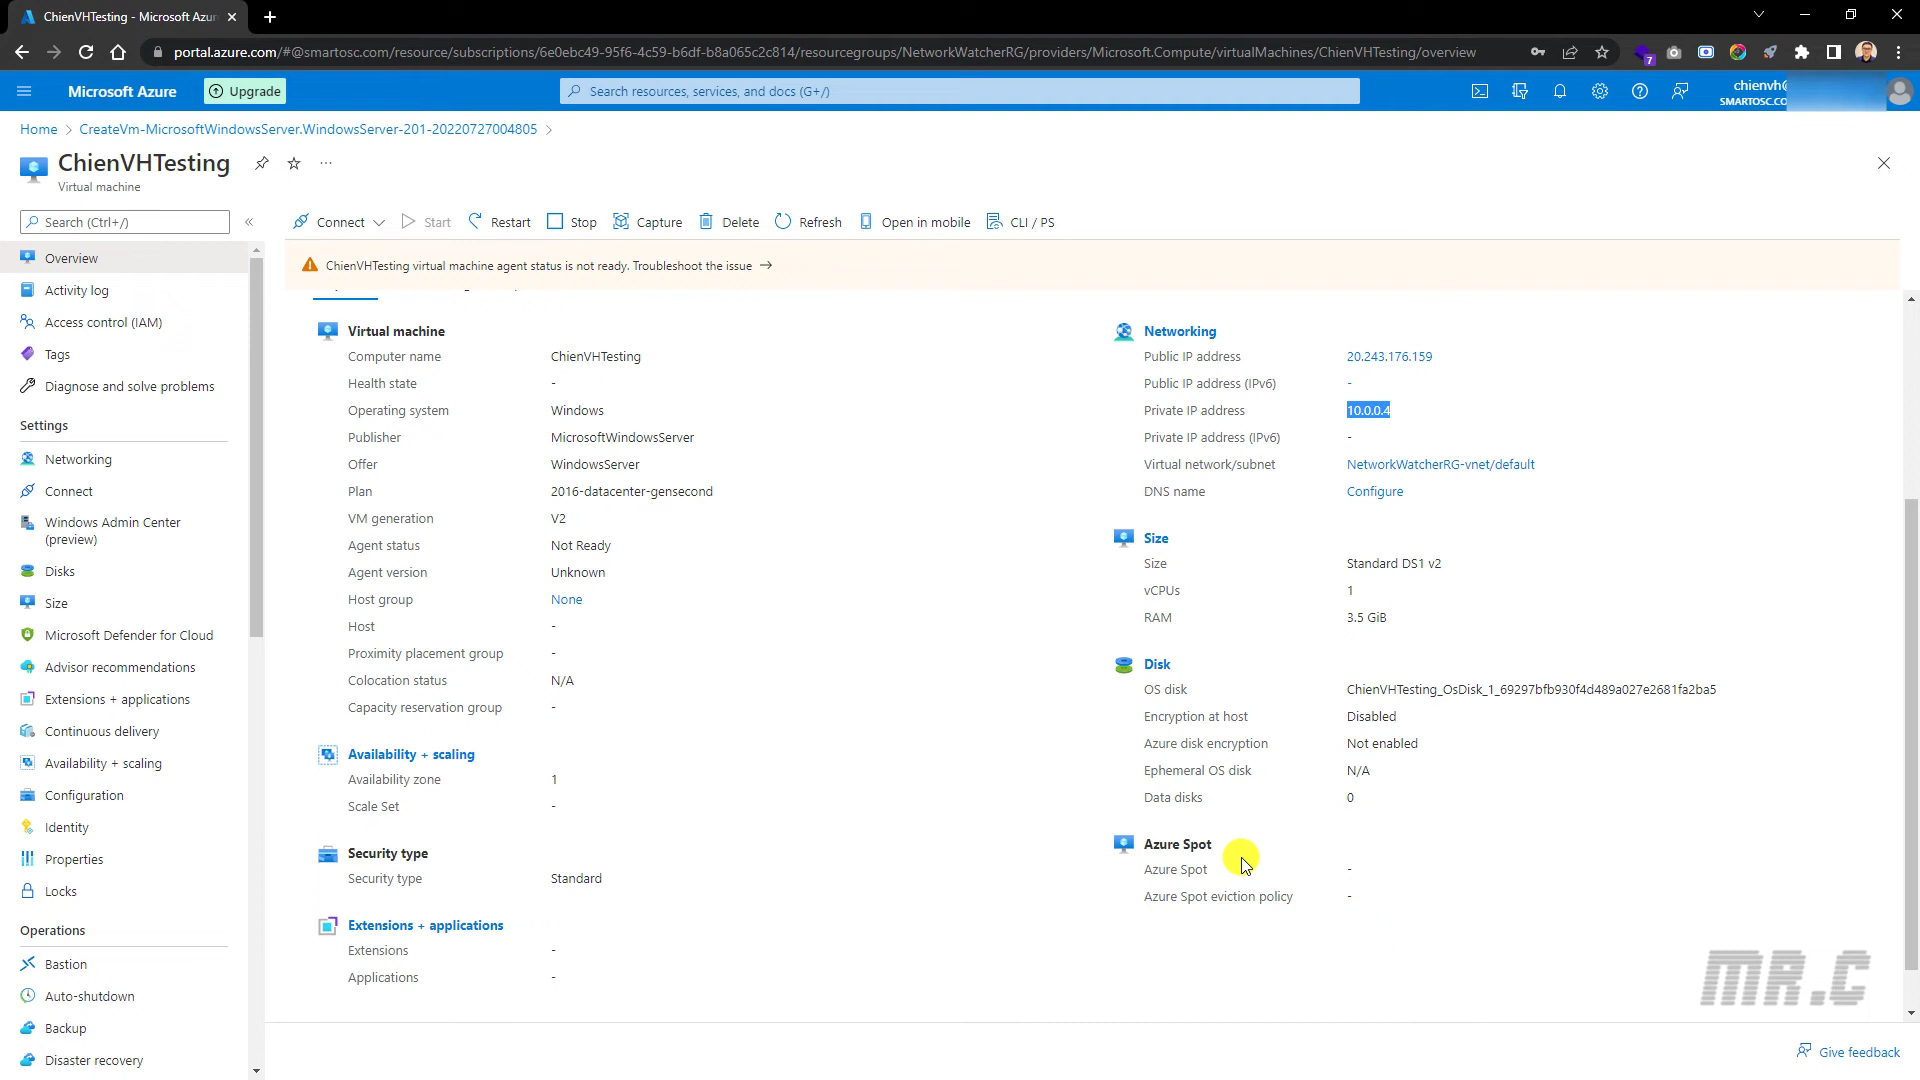 ChienVHTesting - Microsoft Azur
portal.azure.com/#@smartosc.com/resource/subscriptions/6e0ebc49-95f6-4c59-b6df-b8a065c2c814/resourcegroups/NetworkWatcherRG/providers/Microsoft.Compute/virtualMachines/ChienVHTesting/overview
7
Microsoft Azure
Upgrade
Search resources, services, and docs (G+/)
chienvh@
SMARTOSC.CO
Home > CreateVm-MicrosoftWindowsServer.WindowsServer-201-20220727004805 >
ChienVHTesting
Virtual machine
Search (Ctrl+/)
Connect
Start
Restart
Stop
Capture
Delete
Refresh
Open in mobile
CLI / PS
ChienVHTesting virtual machine agent status is not ready. Troubleshoot the issue →
Overview
Activity log
Access control (IAM)
Tags
Diagnose and solve problems
Settings
Networking
Connect
Windows Admin Center
(preview)
Disks
Size
Microsoft Defender for Cloud
Advisor recommendations
Extensions + applications
Continuous delivery
Availability + scaling
Configuration
Identity
Properties
Locks
Operations
Bastion
Auto-shutdown
Backup
Disaster recovery
Virtual machine
Computer name ChienVHTesting
Health state -
Operating system Windows
Publisher MicrosoftWindowsServer
Offer WindowsServer
Plan 2016-datacenter-gensecond
VM generation V2
Agent status Not Ready
Agent version Unknown
Host group None
Host -
Proximity placement group -
Colocation status N/A
Capacity reservation group -
Availability + scaling
Availability zone 1
Scale Set -
Security type
Security type Standard
Extensions + applications
Extensions -
Applications -
Networking
Public IP address 20.243.176.159
Public IP address (IPv6) -
Private IP address 10.0.0.4
Private IP address (IPv6) -
Virtual network/subnet NetworkWatcherRG-vnet/default
DNS name Configure
Size
Size Standard DS1 v2
vCPUs 1
RAM 3.5 GiB
Disk
OS disk ChienVHTesting_OsDisk_1_69297bfb930f4d489a027e2681fa2ba5
Encryption at host Disabled
Azure disk encryption Not enabled
Ephemeral OS disk N/A
Data disks 0
Azure Spot
Azure Spot -
Azure Spot eviction policy -
MR.C
Give feedback